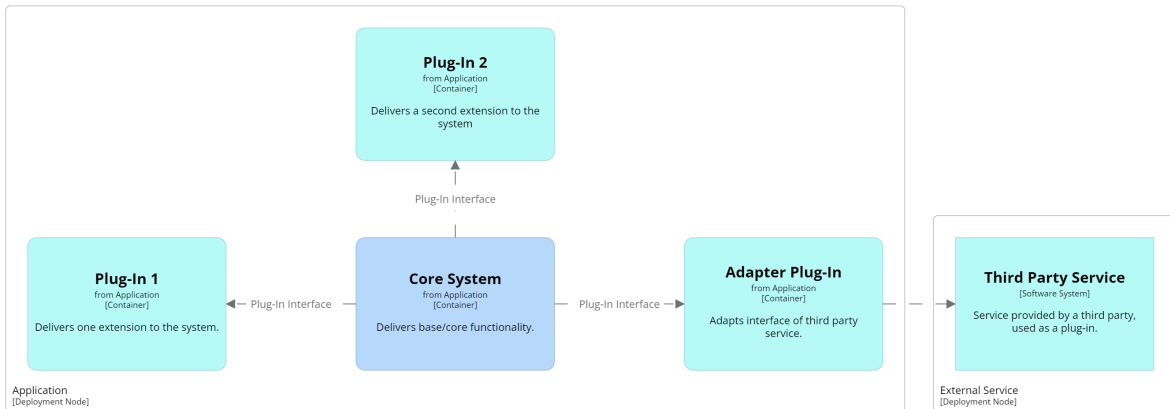 Plug-In 2
from Application
[Container]
Delivers a second extension to the
system
Plug-In Interface
Plug-In 1
from Application
[Container]
Delivers one extension to the system.
Plug-In Interface
Core System
from Application
[Container]
Delivers base/core functionality.
Plug-In Interface
Adapter Plug-In
from Application
[Container]
Adapts interface of third party
service.
Third Party Service
[Software System]
Service provided by a third party,
used as a plug-in.
Application
[Deployment Node]
External Service
[Deployment Node]